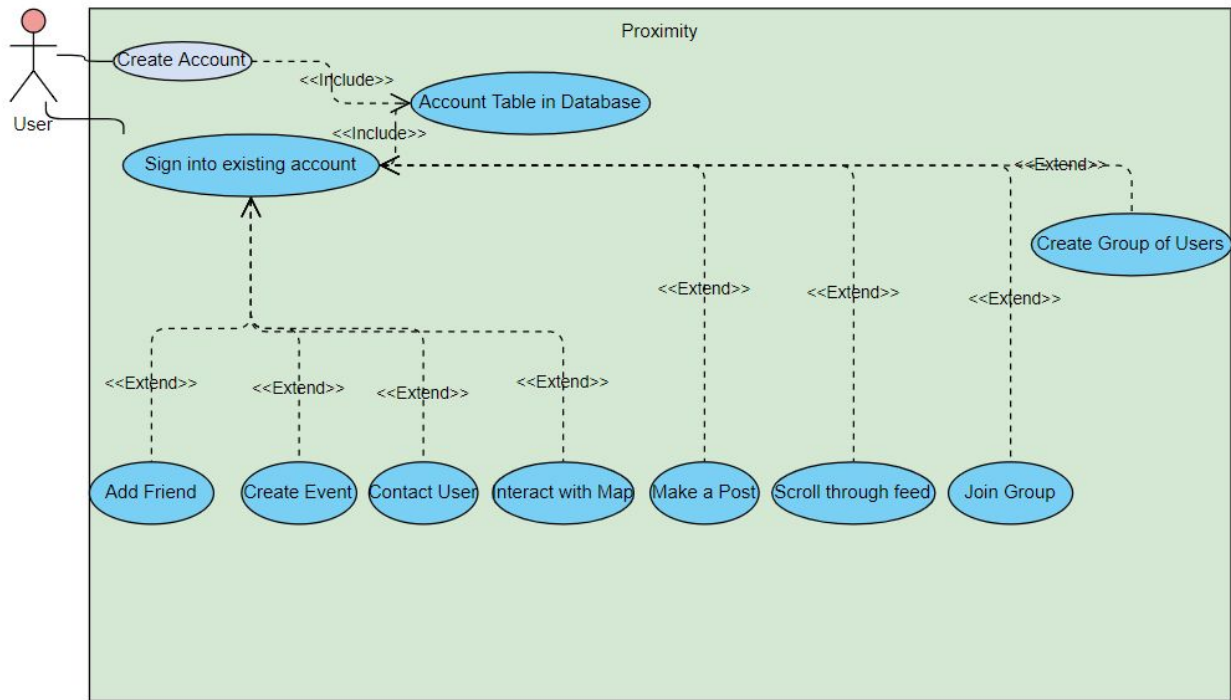 Proximity
Create Account
<<Include>>
Account Table in Database
User
<<Include>>
Sign into existing account
<<Extend>>
Create Group of Users
<<Extend>>
<<Extend>>
<<Extend>>
<<Extend>>
<<Extend>>
<<Extend>>
<<Extend>>
Add Friend
Create Event
Contact User
Interact with Map
Make a Post
Scroll through feed
Join Group